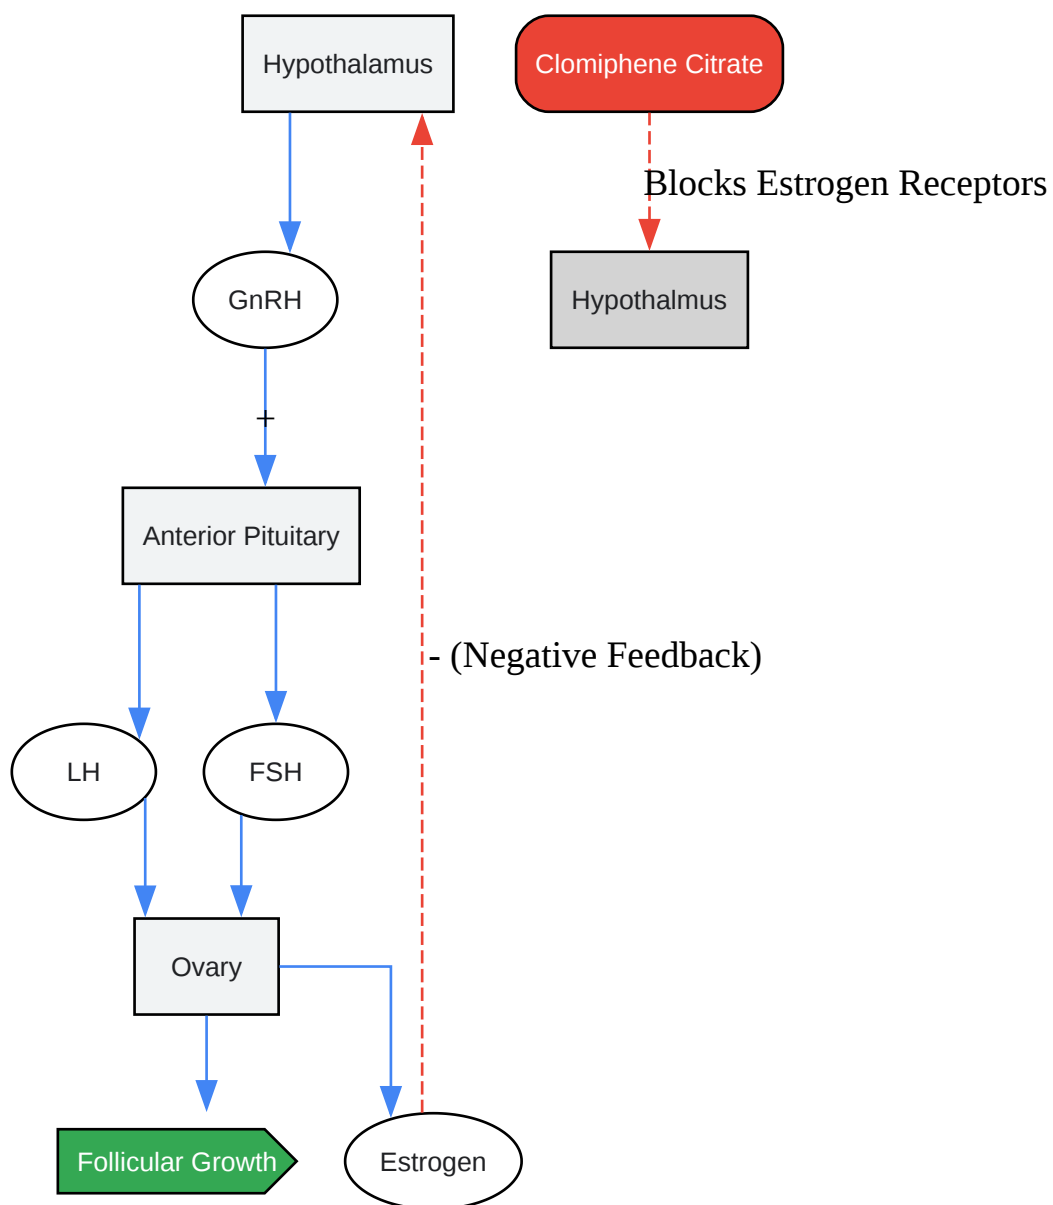 Hypothalamus
Clomiphene Citrate
Blocks Estrogen Receptors
GnRH
Hypothalmus
+
Anterior Pituitary
- (Negative Feedback)
LH
FSH
Ovary
Follicular Growth
Estrogen